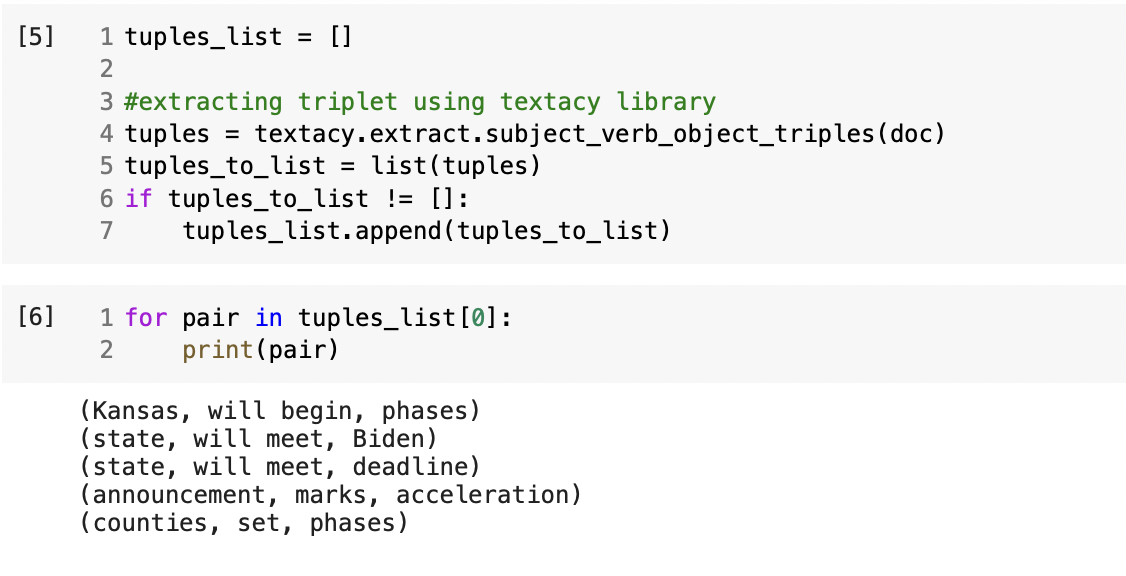 [5] 1 tuples_list = []
2
3 #extracting triplet using textacy library
4 tuples = textacy.extract.subject_verb_object_triples(doc)
5 tuples_to_list = list(tuples)
6 if tuples_to_list != []:
7     tuples_list.append(tuples_to_list)
[6] 1 for pair in tuples_list[0]:
2     print(pair)
(Kansas, will begin, phases)
(state, will meet, Biden)
(state, will meet, deadline)
(announcement, marks, acceleration)
(counties, set, phases)